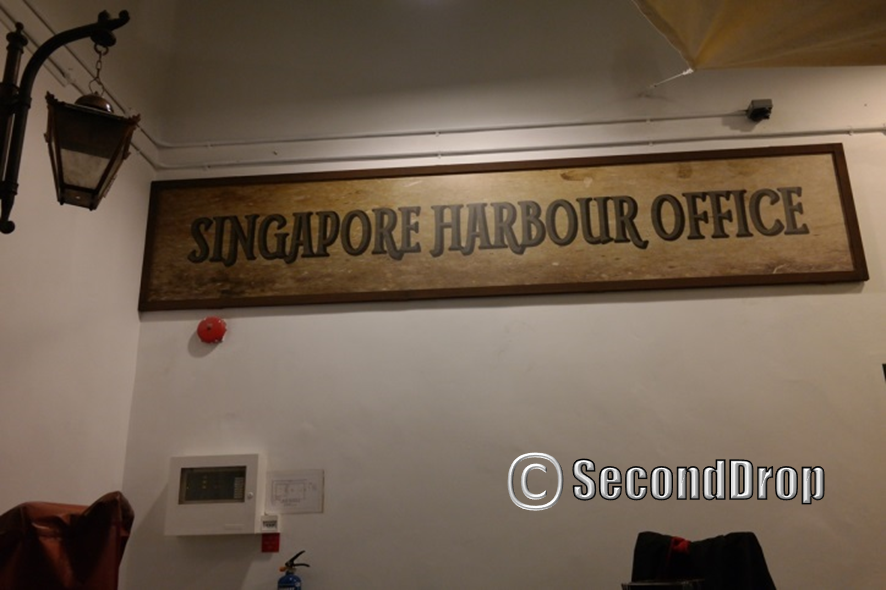 SINGAPORE HARBOUR OFFICE
© SecondDrop